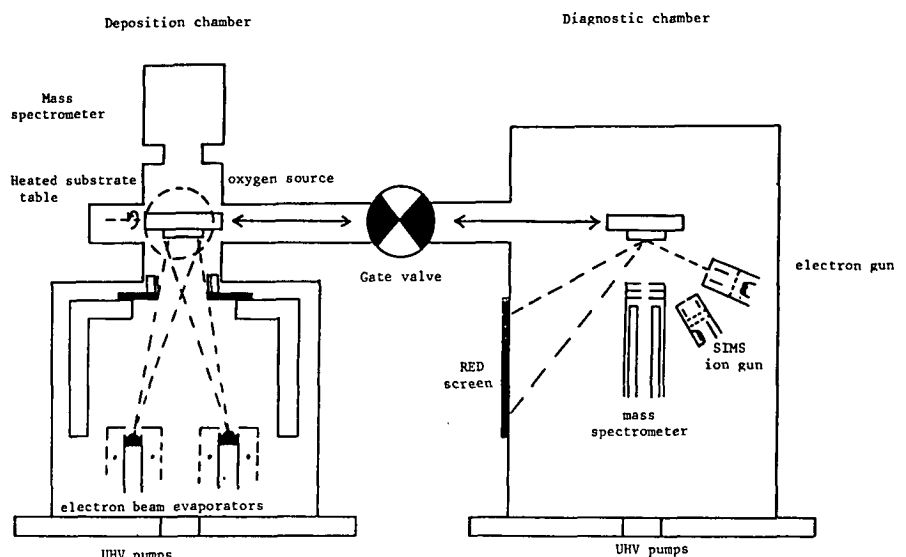 Deposition chamber
Diagnostic chamber
Mass
spectrometer
Heated substrate
table
oxygen source
Gate valve
electron gun
SIMS
ion gun
RED
screen
mass
spectrometer
electron beam evaporators
UHV pumps
UHV pumps